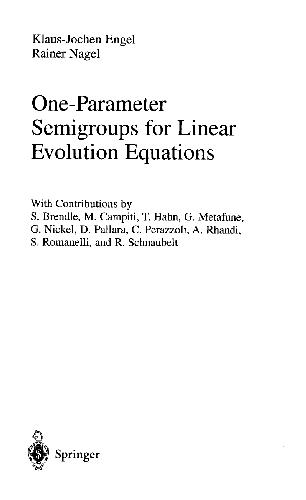 Klaus-Jochen Engel
Rainer Nagel
One-Parameter
Semigroups for Linear
Evolution Equations
With Contributions by
S. Brendle, M. Campiti, T. Hahn, G. Metafune,
G. Nickel, D. Pallara, C. Perazzoli, A. Rhandi,
S. Romanelli, and R. Schnaubelt
Springer